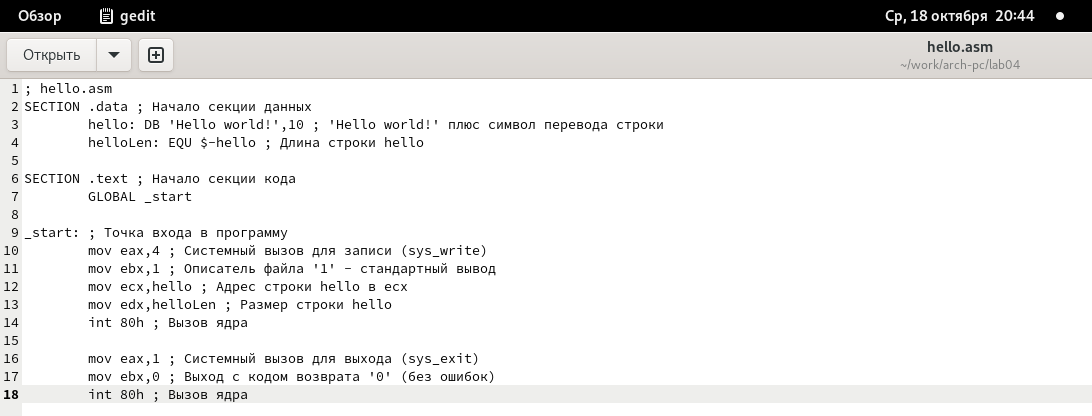 Обзор gedit Ср, 18 октября 20:44
Открыть hello.asm
~/work/arch-pc/lab04
1 ; hello.asm
2 SECTION .data ; Начало секции данных
3 hello: DB 'Hello world!',10 ; 'Hello world!' плюс символ перевода строки
4 helloLen: EQU $-hello ; Длина строки hello
5
6 SECTION .text ; Начало секции кода
7 GLOBAL _start
8
9 _start: ; Точка входа в программу
10 mov eax,4 ; Системный вызов для записи (sys_write)
11 mov ebx,1 ; Описатель файла '1' - стандартный вывод
12 mov ecx,hello ; Адрес строки hello в ecx
13 mov edx,helloLen ; Размер строки hello
14 int 80h ; Вызов ядра
15
16 mov eax,1 ; Системный вызов для выхода (sys_exit)
17 mov ebx,0 ; Выход с кодом возврата '0' (без ошибок)
18 int 80h ; Вызов ядра